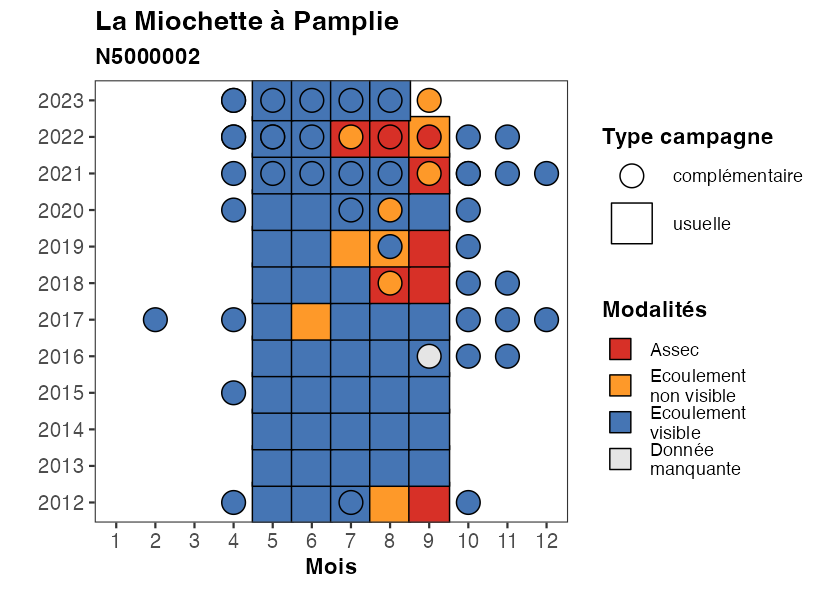 La Miochette à Pamplie
N5000002
2023
2022
2021
2020
2019
2018
2017
2016
2015
2014
2013
2012
1 2 3 4 5 6 7 8 9 10 11 12
Mois
Type campagne
complémentaire
usuelle
Modalités
Assec
Ecoulement
non visible
Ecoulement
visible
Donnée
manquante